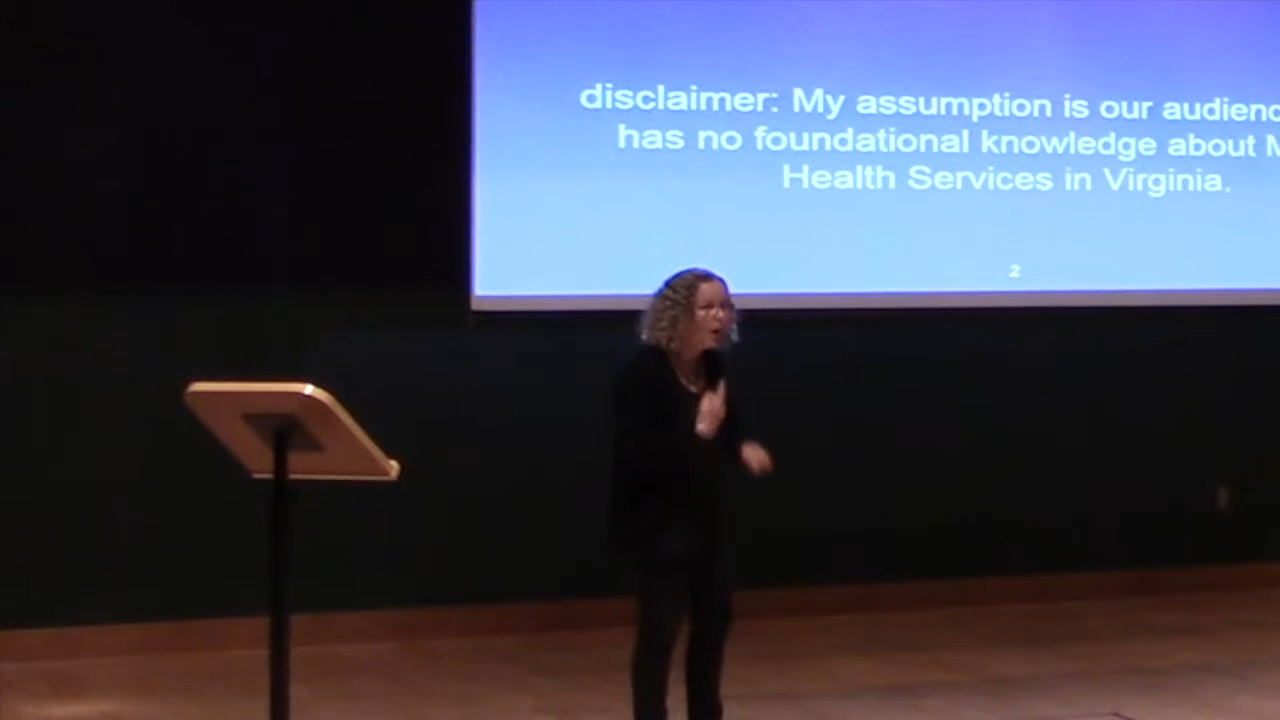 disclaimer: My assumption is our audienc
has no foundational knowledge about M
Health Services in Virginia.
2